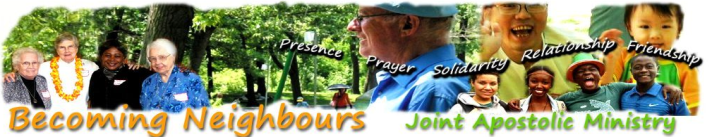 Presence Prayer Solidarity Relationship Friendship
Becoming Neighbours
Joint Apostolic Ministry